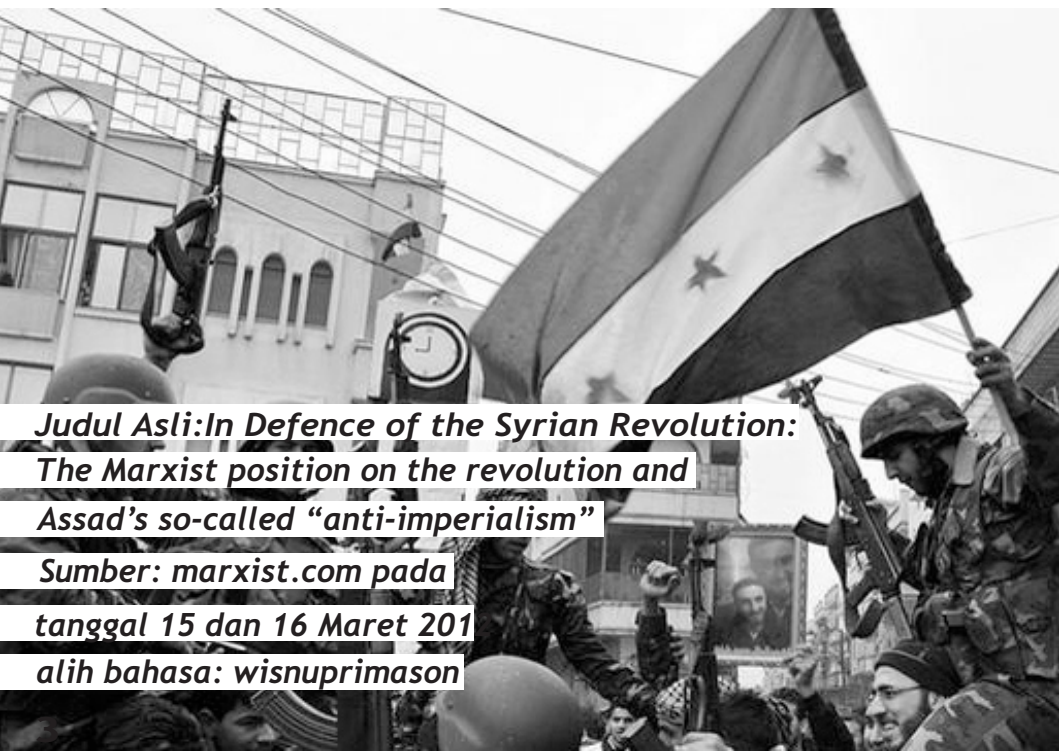 Judul Asli:In Defence of the Syrian Revolution:
The Marxist position on the revolution and
Assad’s so-called “anti-imperialism”
Sumber: marxist.com pada
tanggal 15 dan 16 Maret 201
alih bahasa: wisnuprimason